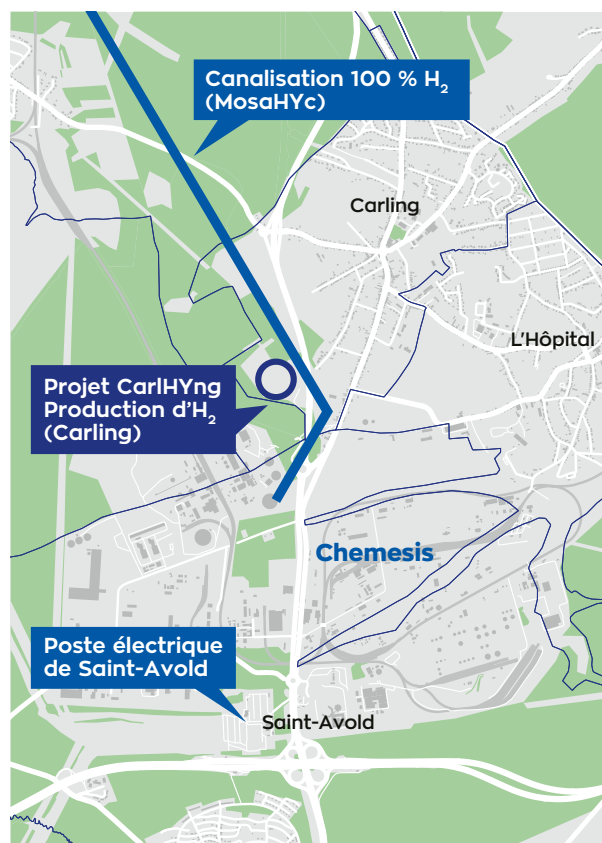 Canalisation 100 % H₂
(MosaHYc)
Carling
L'Hôpital
Projet CarlHYng
Production d'H₂
(Carling)
Chemesis
Poste électrique
de Saint-Avold
Saint-Avold